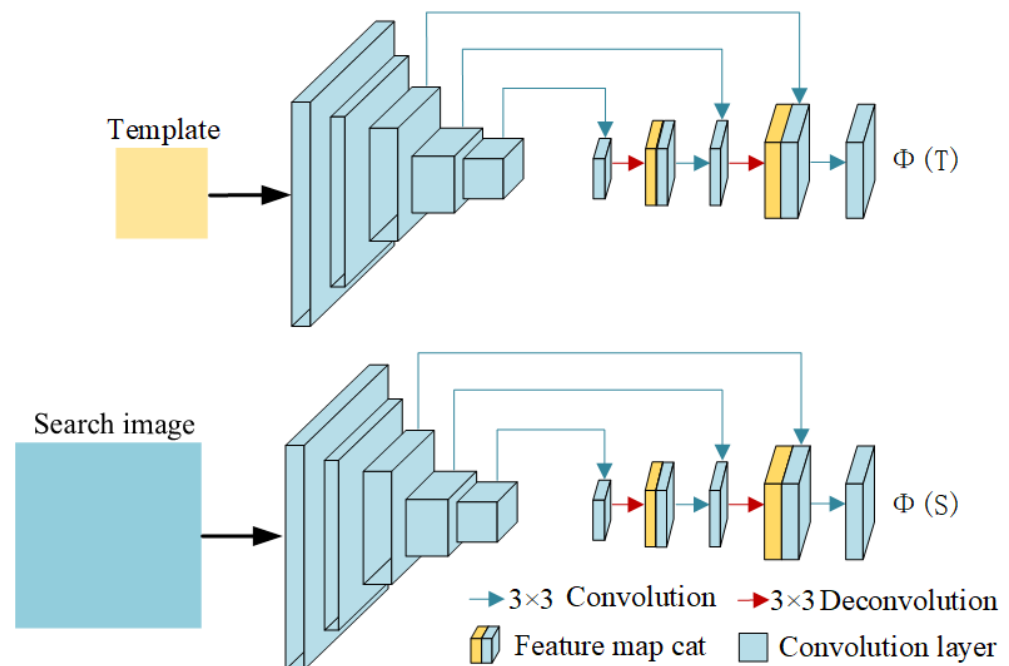 Template
Φ (T)
Search image
Φ (S)
3×3 Convolution
3×3 Deconvolution
Feature map cat
Convolution layer